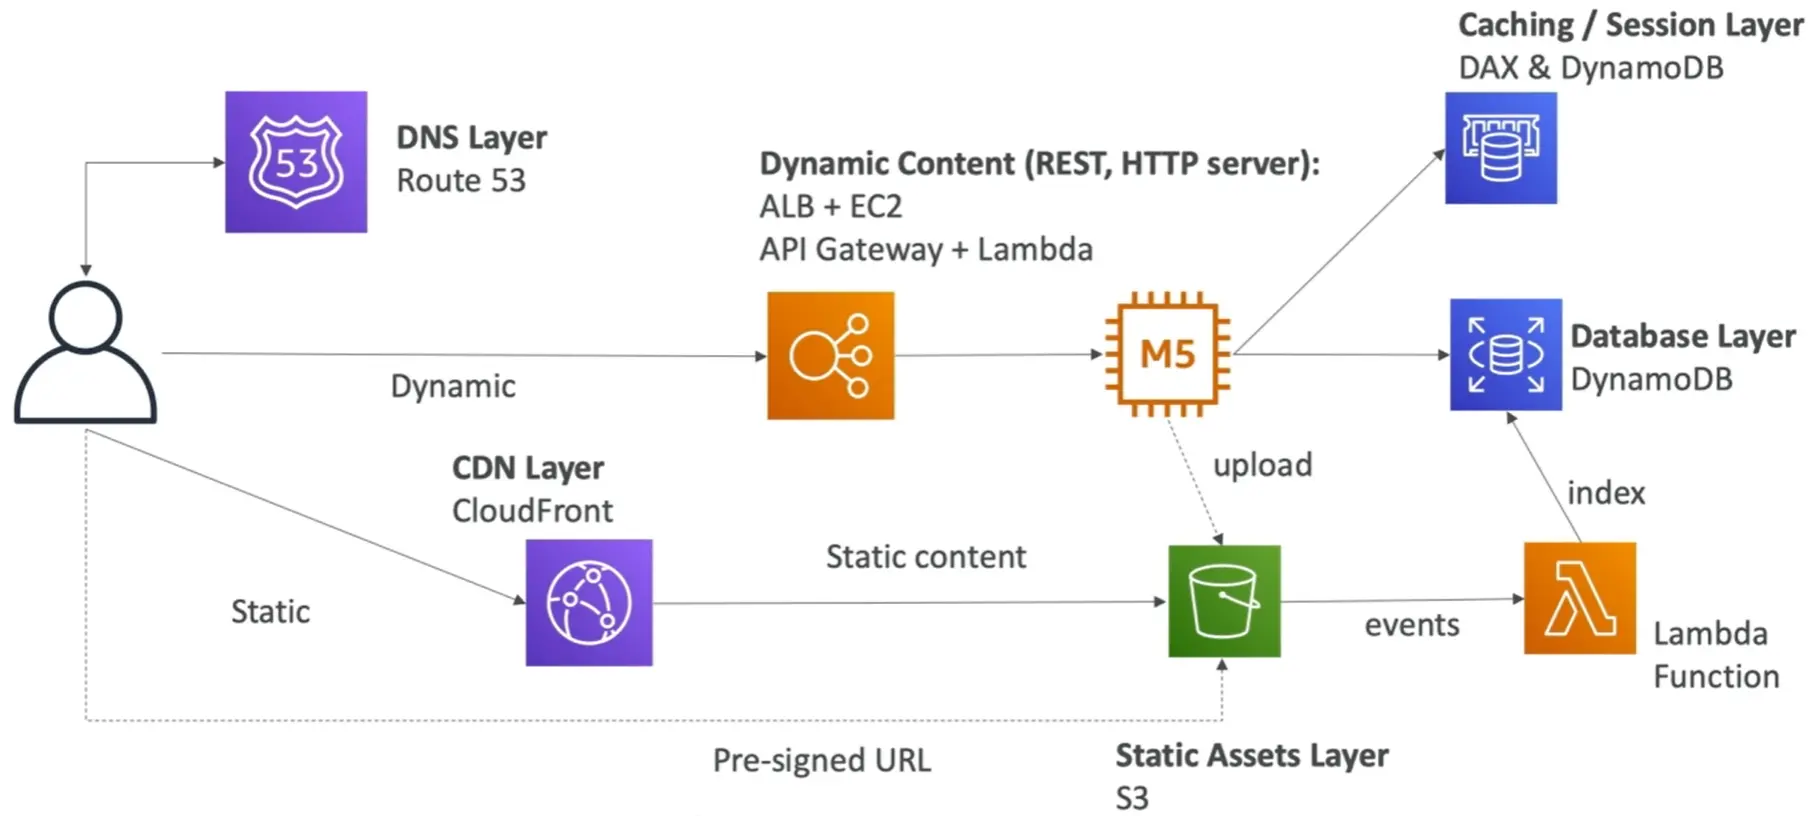 Caching / Session Layer
DAX & DynamoDB
53
DNS Layer
Route 53
Dynamic Content (REST, HTTP server):
ALB + EC2
API Gateway + Lambda
M5
Database Layer
DynamoDB
Dynamic
CDN Layer
CloudFront
upload
index
Static content
Static
events
Lambda
Function
Pre-signed URL
Static Assets Layer
S3